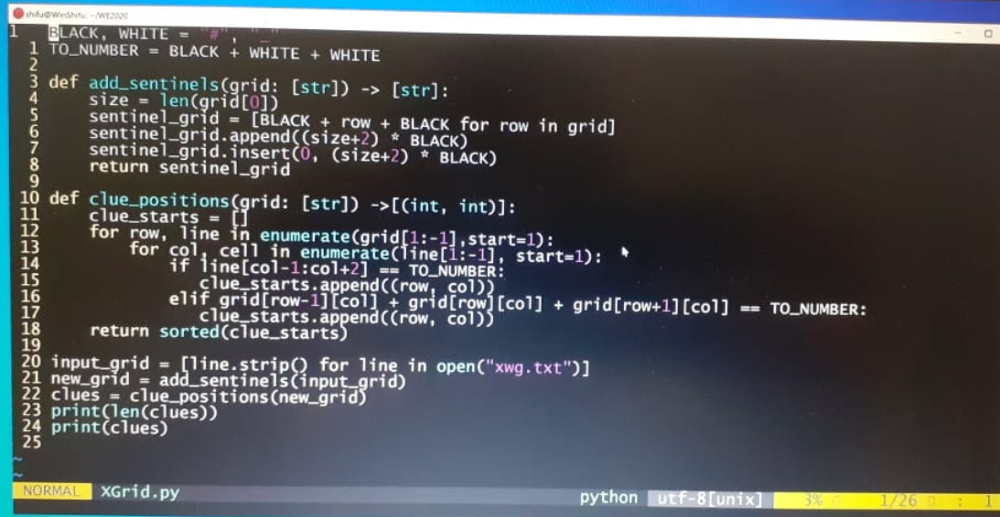 shifu@WinShifu: ~/WE2020
1 BLACK, WHITE = "#", "_"
1 TO_NUMBER = BLACK + WHITE + WHITE
2
3 def add_sentinels(grid: [str]) -> [str]:
4     size = len(grid[0])
5     sentinel_grid = [BLACK + row + BLACK for row in grid]
6     sentinel_grid.append((size+2) * BLACK)
7     sentinel_grid.insert(0, (size+2) * BLACK)
8     return sentinel_grid
9
10 def clue_positions(grid: [str]) ->[(int, int)]:
11     clue_starts = []
12     for row, line in enumerate(grid[1:-1],start=1):
13         for col, cell in enumerate(line[1:-1], start=1):
14             if line[col-1:col+2] == TO_NUMBER:
15                 clue_starts.append((row, col))
16             elif grid[row-1][col] + grid[row][col] + grid[row+1][col] == TO_NUMBER:
17                 clue_starts.append((row, col))
18     return sorted(clue_starts)
19
20 input_grid = [line.strip() for line in open("xwg.txt")]
21 new_grid = add_sentinels(input_grid)
22 clues = clue_positions(new_grid)
23 print(len(clues))
24 print(clues)
25
~
~
NORMAL XGrid.py python utf-8[unix] 3% 1/26 : 1